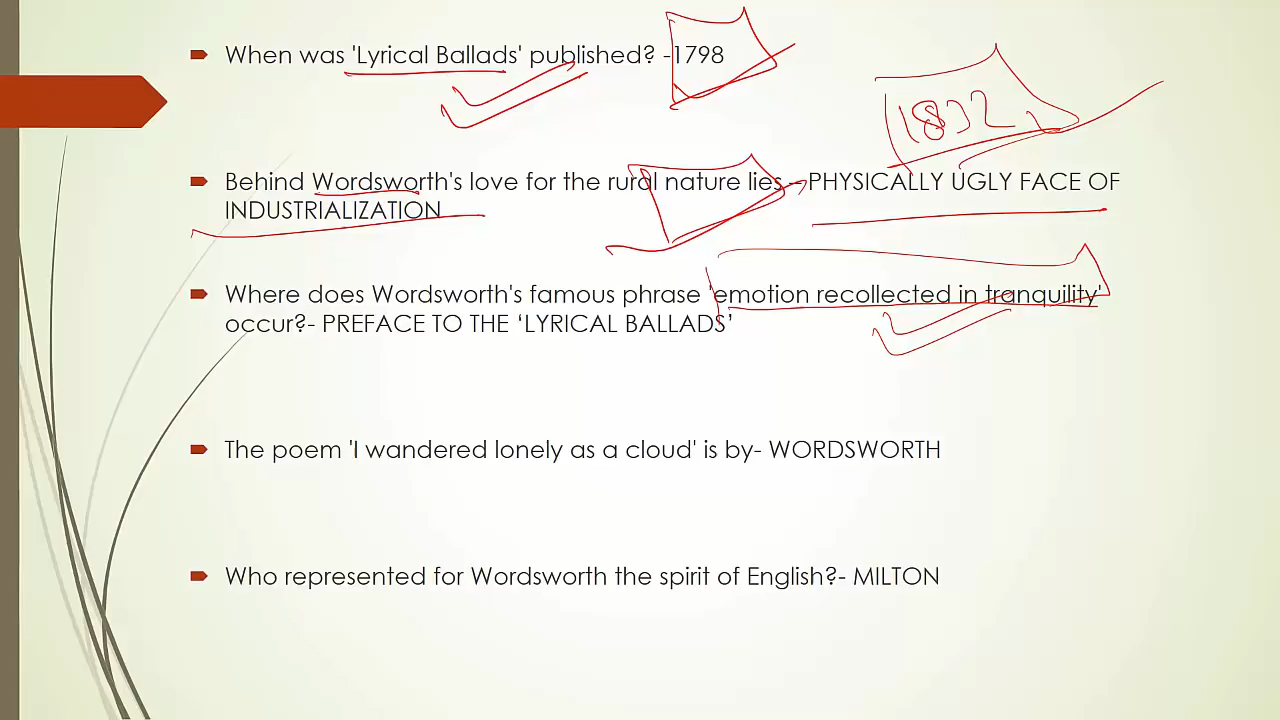 When was 'Lyrical Ballads' published? -1798
1832
Behind Wordsworth's love for the rural nature lies – PHYSICALLY UGLY FACE OF
INDUSTRIALIZATION
Where does Wordsworth's famous phrase 'emotion recollected in tranquility'
occur?- PREFACE TO THE ‘LYRICAL BALLADS’
The poem 'I wandered lonely as a cloud' is by- WORDSWORTH
Who represented for Wordsworth the spirit of English?- MILTON